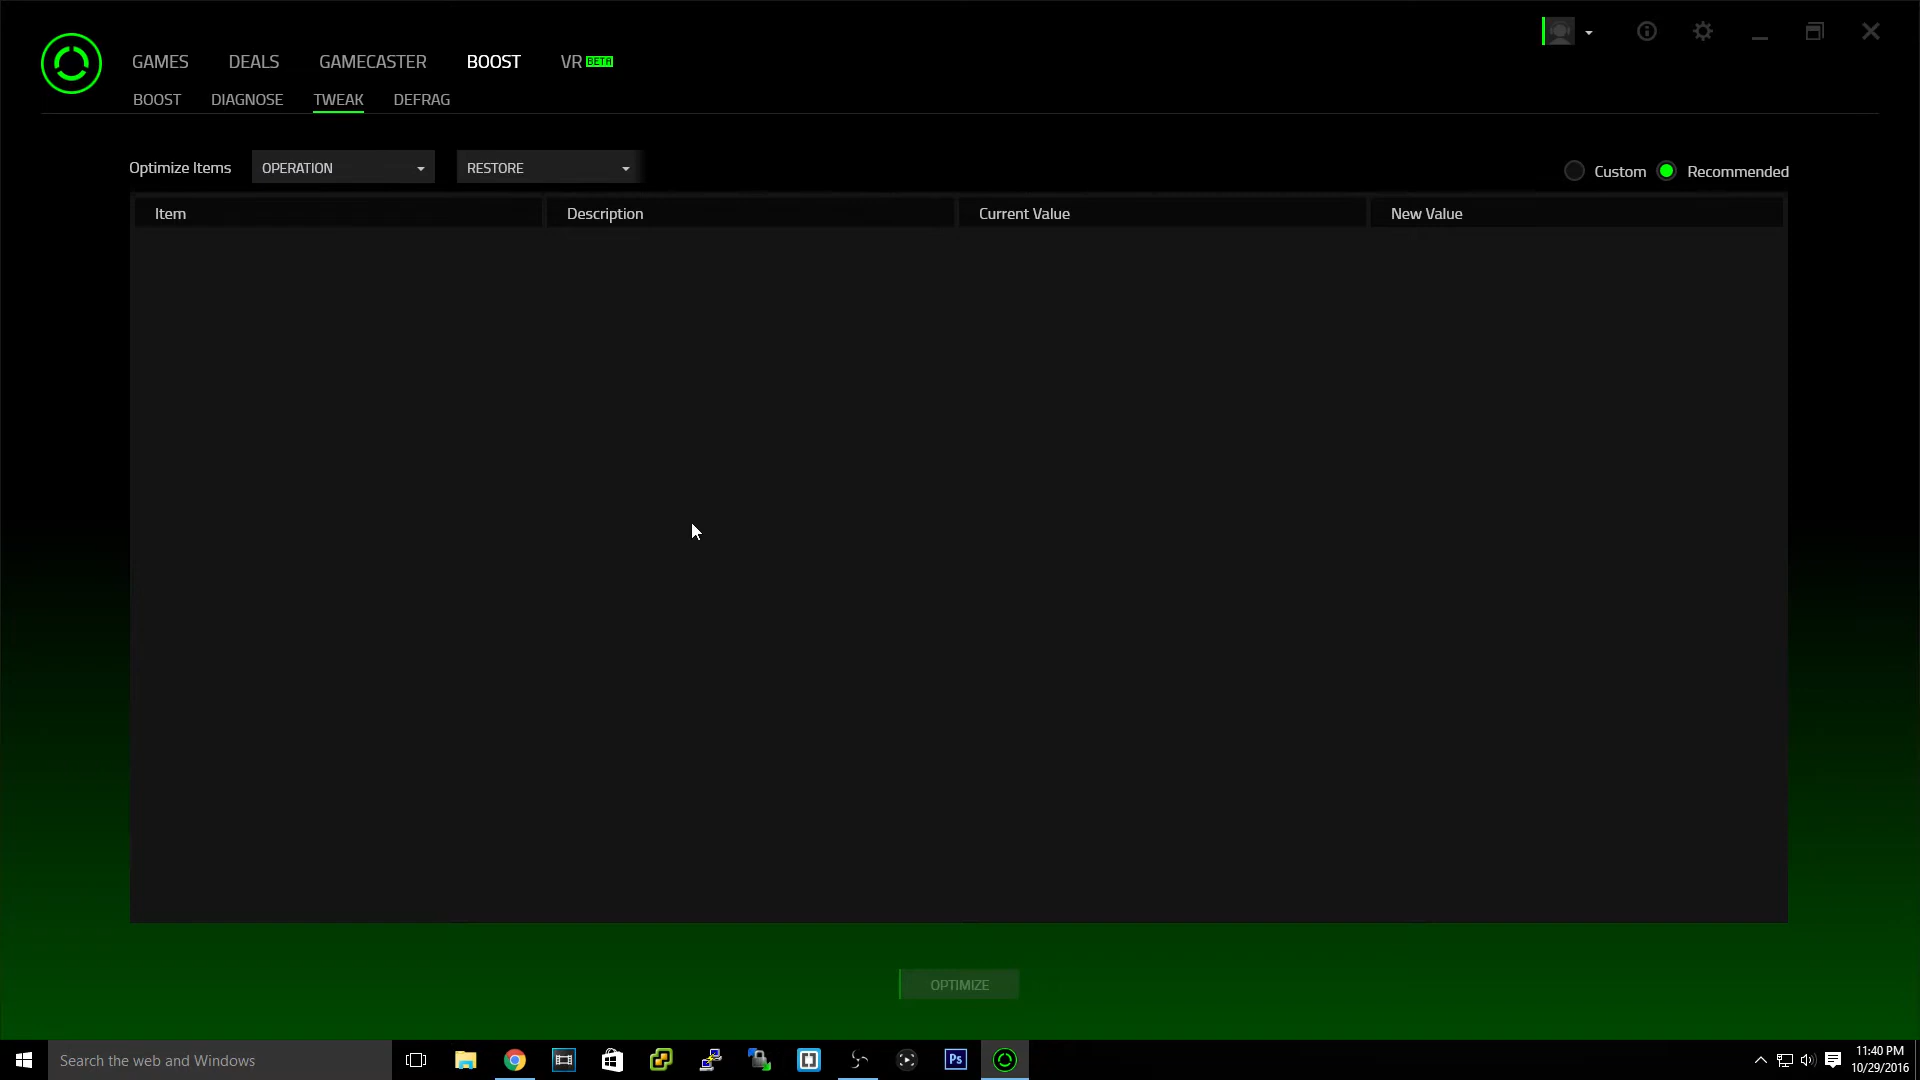 GAMES DEALS GAMECASTER BOOST VR BETA
BOOST DIAGNOSE TWEAK DEFRAG
Optimize Items OPERATION RESTORE Custom Recommended
Item Description Current Value New Value
OPTIMIZE
Search the web and Windows Ps 11:40 PM
10/29/2016